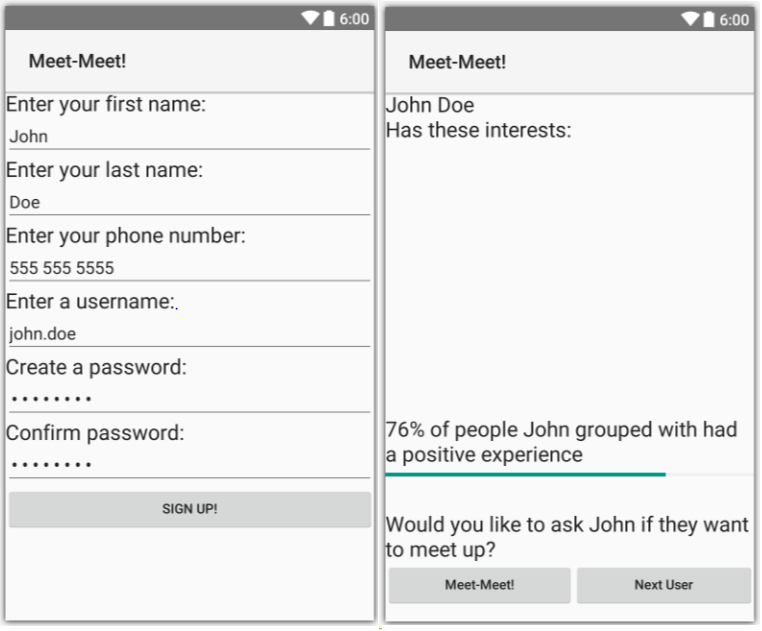 6:00
Meet-Meet!
Enter your first name:
John
Enter your last name:
Doe
Enter your phone number:
555 555 5555
Enter a username:
john.doe
Create a password:
••••••••
Confirm password:
••••••••
SIGN UP!
6:00
Meet-Meet!
John Doe
Has these interests:
76% of people John grouped with had
a positive experience
Would you like to ask John if they want
to meet up?
Meet-Meet!
Next User